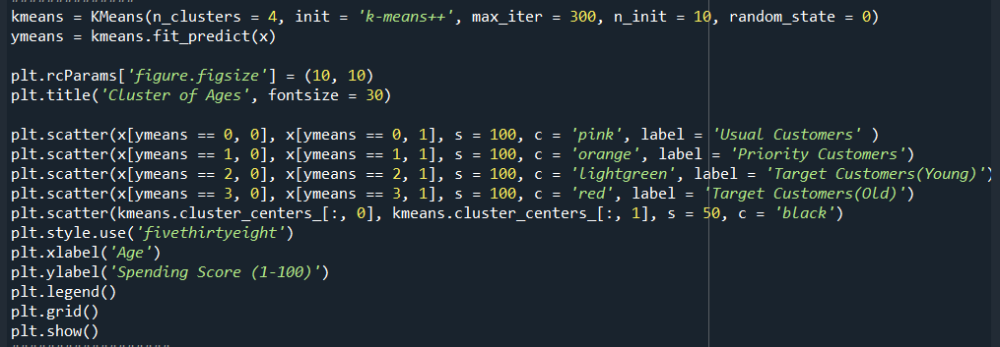 kmeans = KMeans(n_clusters = 4, init = 'k-means++', max_iter = 300, n_init = 10, random_state = 0)
ymeans = kmeans.fit_predict(x)
plt.rcParams['figure.figsize'] = (10, 10)
plt.title('Cluster of Ages', fontsize = 30)
plt.scatter(x[ymeans == 0, 0], x[ymeans == 0, 1], s = 100, c = 'pink', label = 'Usual Customers' )
plt.scatter(x[ymeans == 1, 0], x[ymeans == 1, 1], s = 100, c = 'orange', label = 'Priority Customers')
plt.scatter(x[ymeans == 2, 0], x[ymeans == 2, 1], s = 100, c = 'lightgreen', label = 'Target Customers(Young)')
plt.scatter(x[ymeans == 3, 0], x[ymeans == 3, 1], s = 100, c = 'red', label = 'Target Customers(Old)')
plt.scatter(kmeans.cluster_centers_[:, 0], kmeans.cluster_centers_[:, 1], s = 50, c = 'black')
plt.style.use('fivethirtyeight')
plt.xlabel('Age')
plt.ylabel('Spending Score (1-100)')
plt.legend()
plt.grid()
plt.show()